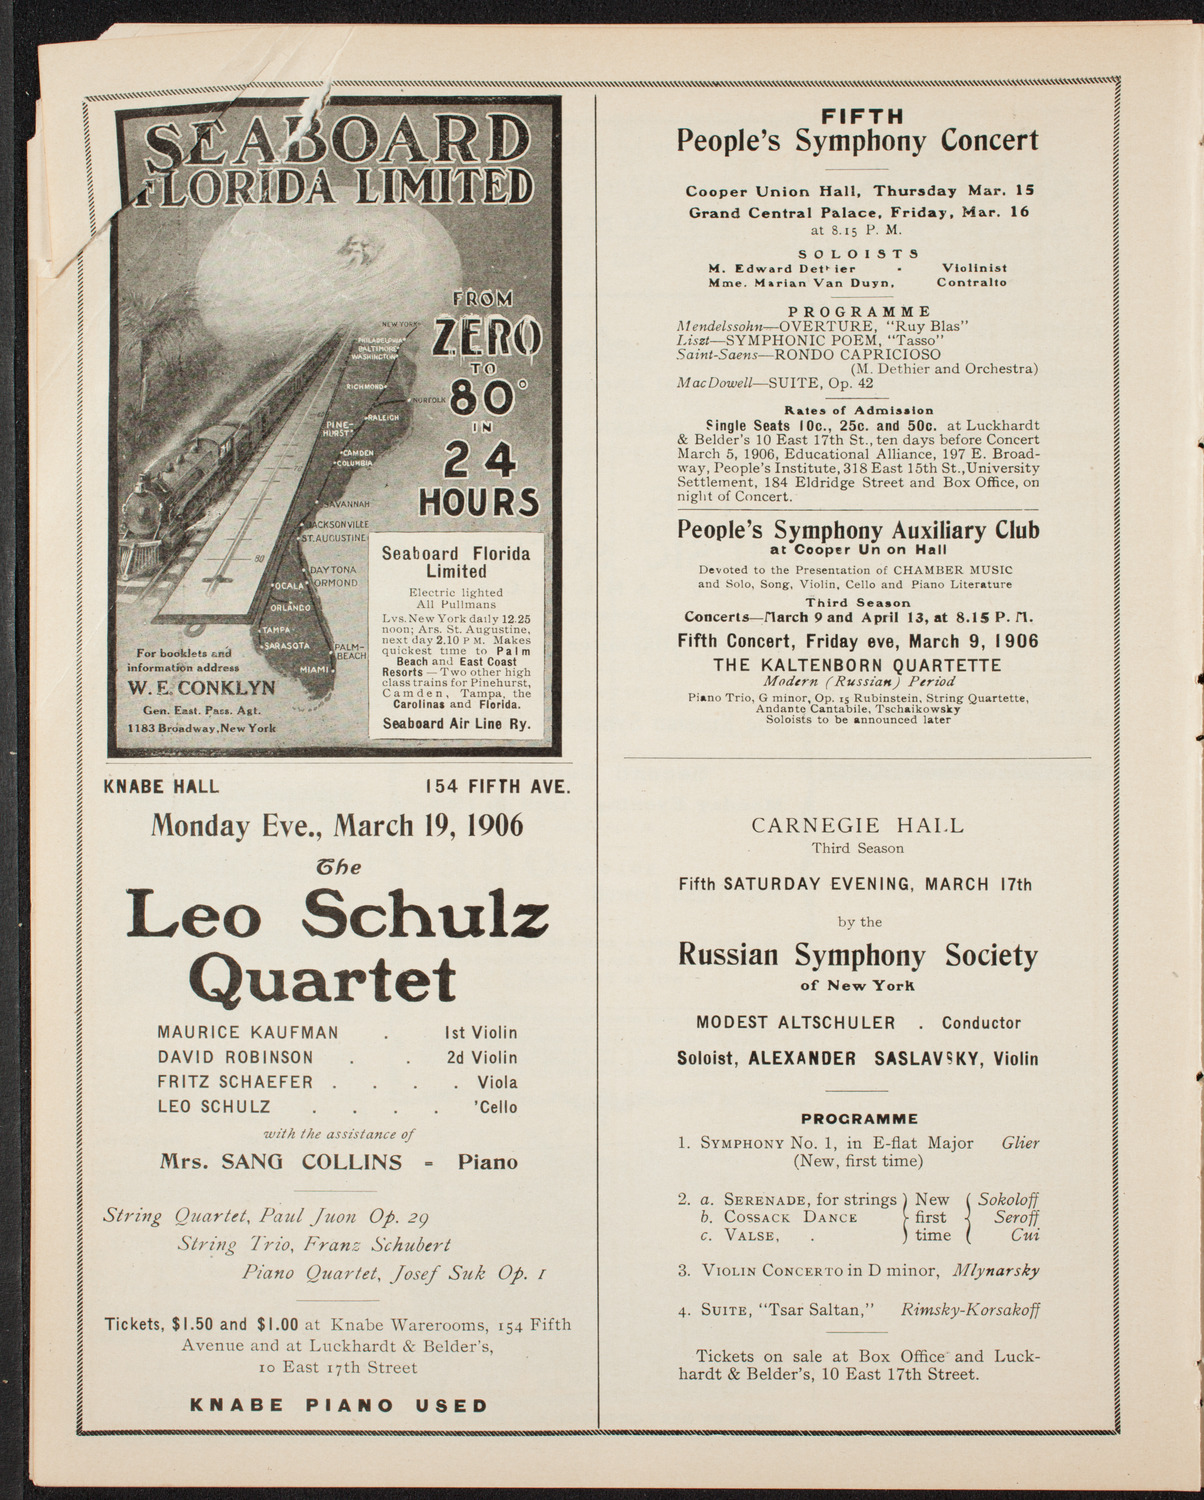 SEABOARD
FLORIDA LIMITED
FROM
ZERO
TO
80°
IN
24
HOURS
NEW YORK
PHILADELPHIA
BALTIMORE
WASHINGTON
RICHMOND
NORFOLK
RALEIGH
PINE-
HURST
CAMDEN
COLUMBIA
SAVANNAH
JACKSONVILLE
ST. AUGUSTINE
80
DAYTONA
OCALA ORMOND
ORLANDO
TAMPA
SARASOTA
PALM-
BEACH
MIAMI
For booklets and
information address
W. E. CONKLYN
Gen. East. Pass. Agt.
1183 Broadway, New York
Seaboard Florida
Limited
Electric lighted
All Pullmans
Lvs. New York daily 12.25
noon; Ars. St. Augustine,
next day 2.10 P M. Makes
quickest time to Palm
Beach and East Coast
Resorts — Two other high
class trains for Pinehurst,
Camden, Tampa, the
Carolinas and Florida.
Seaboard Air Line Ry.
KNABE HALL 154 FIFTH AVE.
Monday Eve., March 19, 1906
The
Leo Schulz
Quartet
MAURICE KAUFMAN . 1st Violin
DAVID ROBINSON . . 2d Violin
FRITZ SCHAEFER . . . . Viola
LEO SCHULZ . . . . 'Cello
with the assistance of
Mrs. SANG COLLINS - Piano
String Quartet, Paul Juon Op. 29
String Trio, Franz Schubert
Piano Quartet, Josef Suk Op. 1
Tickets, $1.50 and $1.00 at Knabe Warerooms, 154 Fifth
Avenue and at Luckhardt & Belder's,
10 East 17th Street
KNABE PIANO USED
FIFTH
People's Symphony Concert
Cooper Union Hall, Thursday Mar. 15
Grand Central Palace, Friday, Mar. 16
at 8.15 P. M.
SOLOISTS
M. Edward Dethier - Violinist
Mme. Marian Van Duyn, Contralto
PROGRAMME
Mendelssohn—OVERTURE, "Ruy Blas"
Liszt—SYMPHONIC POEM, "Tasso"
Saint-Saens—RONDO CAPRICIOSO
(M. Dethier and Orchestra)
MacDowell—SUITE, Op. 42
Rates of Admission
Single Seats 10c., 25c. and 50c. at Luckhardt
& Belder's 10 East 17th St., ten days before Concert
March 5, 1906, Educational Alliance, 197 E. Broad-
way, People's Institute, 318 East 15th St., University
Settlement, 184 Eldridge Street and Box Office, on
night of Concert.
People's Symphony Auxiliary Club
at Cooper Un on Hall
Devoted to the Presentation of CHAMBER MUSIC
and Solo, Song, Violin, Cello and Piano Literature
Third Season
Concerts—March 9 and April 13, at 8.15 P. M.
Fifth Concert, Friday eve, March 9, 1906
THE KALTENBORN QUARTETTE
Modern (Russian) Period
Piano Trio, G minor, Op. 15 Rubinstein, String Quartette,
Andante Cantabile, Tschaikowsky
Soloists to be announced later
CARNEGIE HALL
Third Season
Fifth SATURDAY EVENING, MARCH 17th
by the
Russian Symphony Society
of New York
MODEST ALTSCHULER . Conductor
Soloist, ALEXANDER SASLAVSKY, Violin
PROGRAMME
1. SYMPHONY No. 1, in E-flat Major Glier
(New, first time)
2. a. SERENADE, for strings } New { Sokoloff
b. COSSACK DANCE } first { Seroff
c. VALSE, . } time { Cui
3. VIOLIN CONCERTO in D minor, Mlynarsky
4. SUITE, "Tsar Saltan," Rimsky-Korsakoff
Tickets on sale at Box Office and Luck-
hardt & Belder's, 10 East 17th Street.